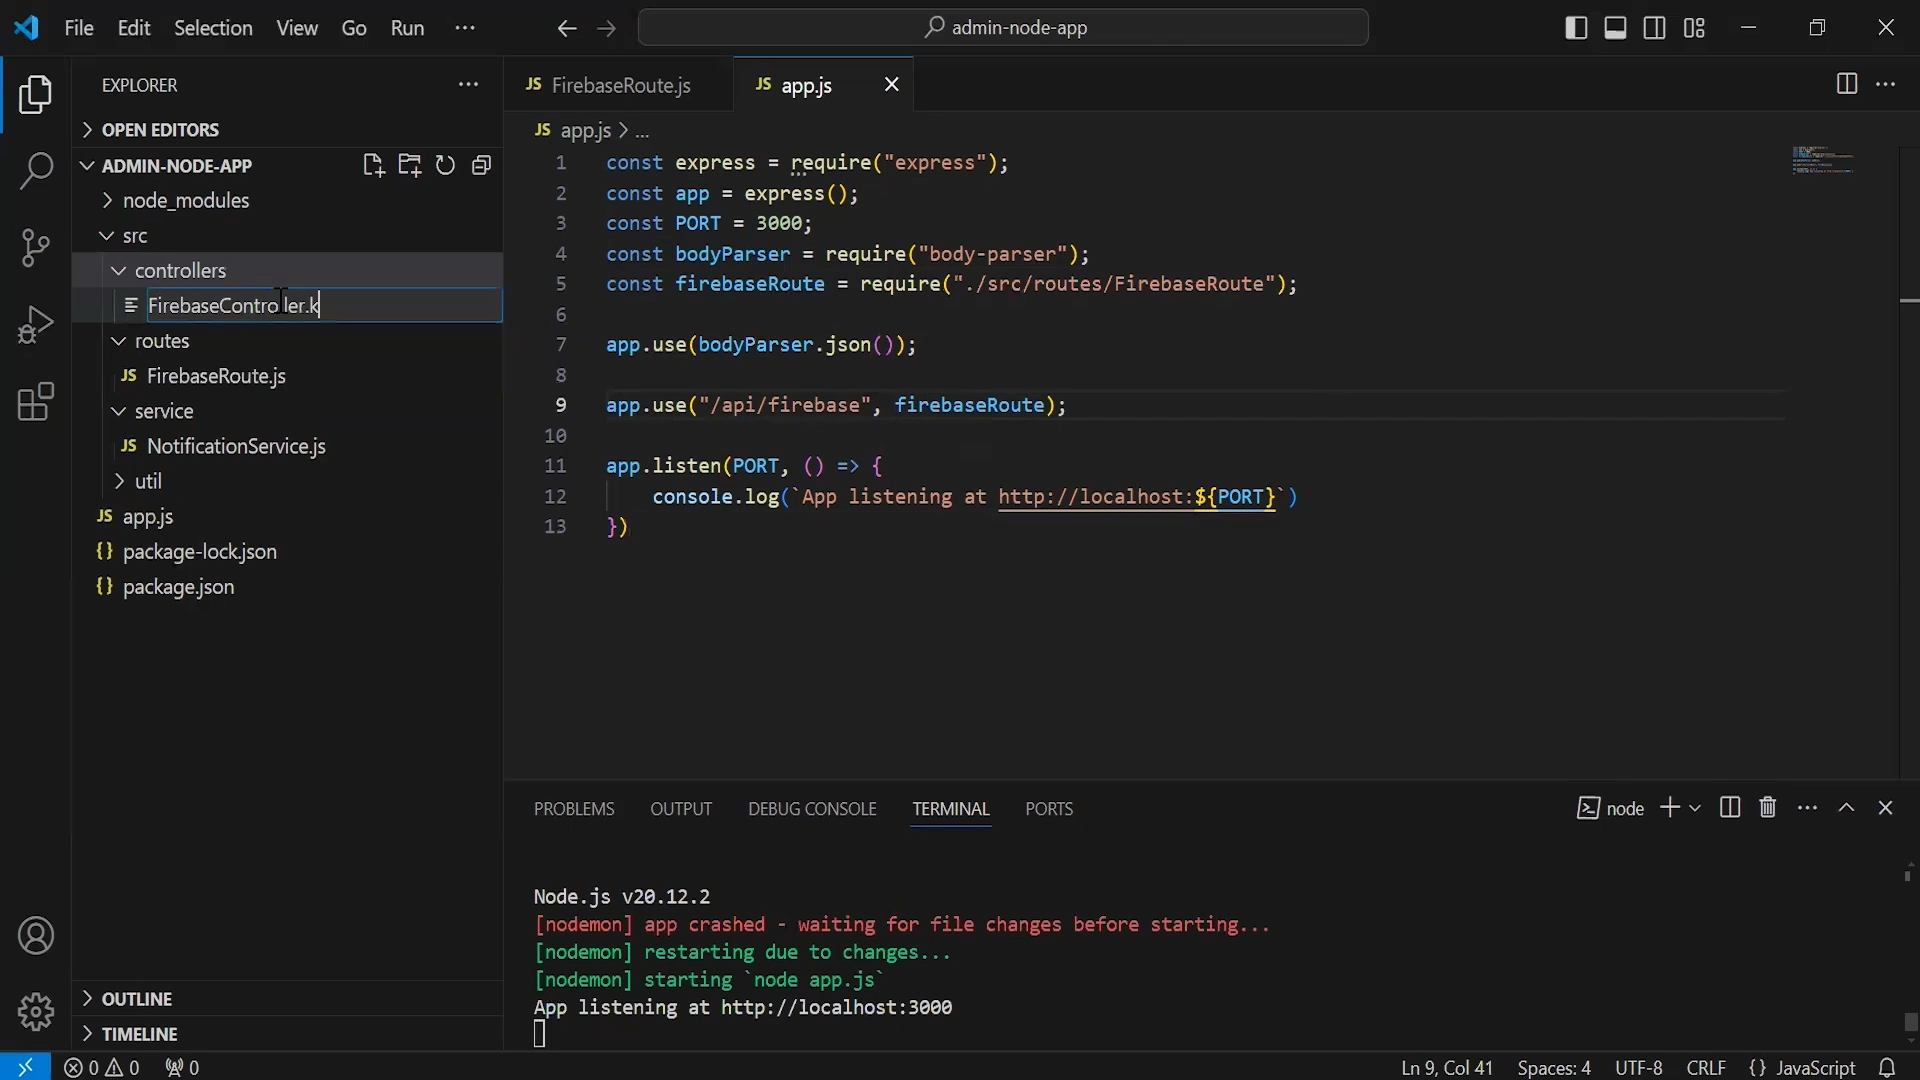 File Edit Selection View Go Run ...
admin-node-app
EXPLORER
OPEN EDITORS
ADMIN-NODE-APP
node_modules
src
controllers
FirebaseController.k
routes
JS FirebaseRoute.js
service
JS NotificationService.js
util
JS app.js
{} package-lock.json
{} package.json
OUTLINE
TIMELINE
JS FirebaseRoute.js
JS app.js
JS app.js > ...
1 const express = require("express");
2 const app = express();
3 const PORT = 3000;
4 const bodyParser = require("body-parser");
5 const firebaseRoute = require("./src/routes/FirebaseRoute");
6
7 app.use(bodyParser.json());
8
9 app.use("/api/firebase", firebaseRoute);
10
11 app.listen(PORT, () => {
12 console.log(`App listening at http://localhost:${PORT}`)
13 })
PROBLEMS OUTPUT DEBUG CONSOLE TERMINAL PORTS
node
Node.js v20.12.2
[nodemon] app crashed - waiting for file changes before starting...
[nodemon] restarting due to changes...
[nodemon] starting `node app.js`
App listening at http://localhost:3000
0 0 0 Ln 9, Col 41 Spaces: 4 UTF-8 CRLF {} JavaScript